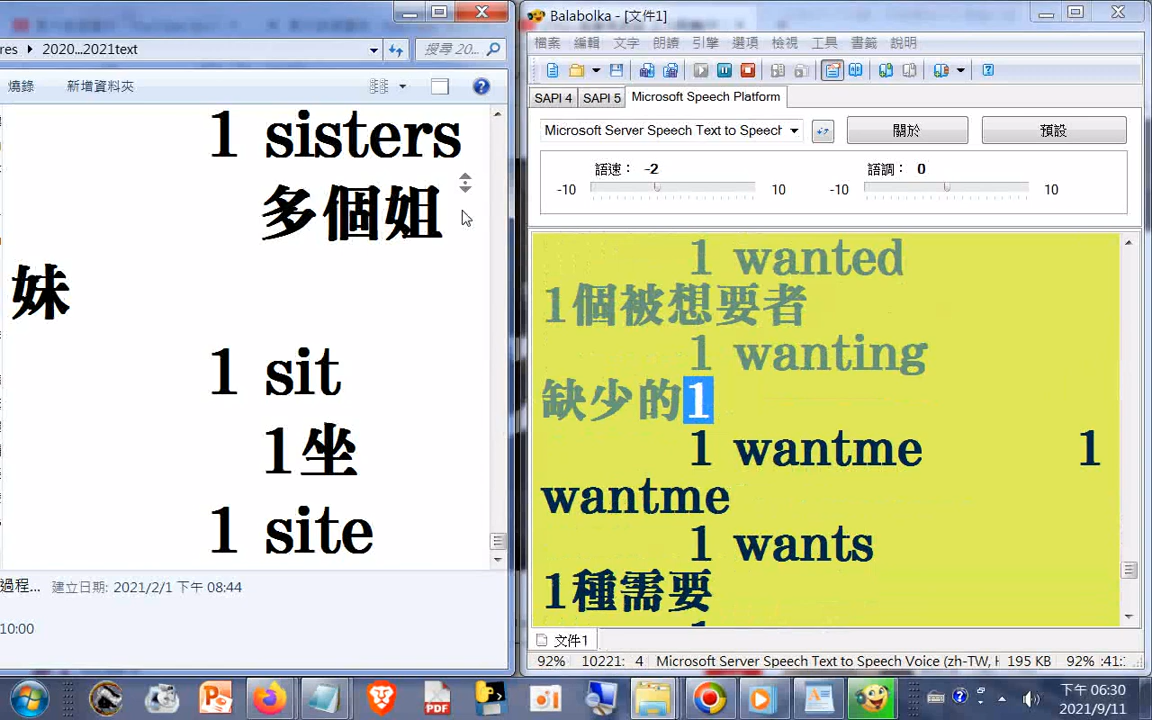 res ▸ 2020...2021text
搜尋 20...
燒錄 新增資料夾
1 sisters
多個姐
妹
1 sit
1坐
1 site
過程... 建立日期: 2021/2/1 下午 08:44
10:00
Balabolka - [文件1]
檔案 編輯 文字 朗讀 引擎 選項 檢視 工具 書籤 說明
SAPI 4 SAPI 5 Microsoft Speech Platform
Microsoft Server Speech Text to Speech
關於 預設
語速： -2 語調： 0
-10 10 -10 10
1 wanted
1個被想要者
1 wanting
缺少的1
1 wantme 1
wantme
1 wants
1種需要
文件1
92% 10221: 4 Microsoft Server Speech Text to Speech Voice (zh-TW, H 195 KB 92% :41:
PDF
下午 06:30
2021/9/11